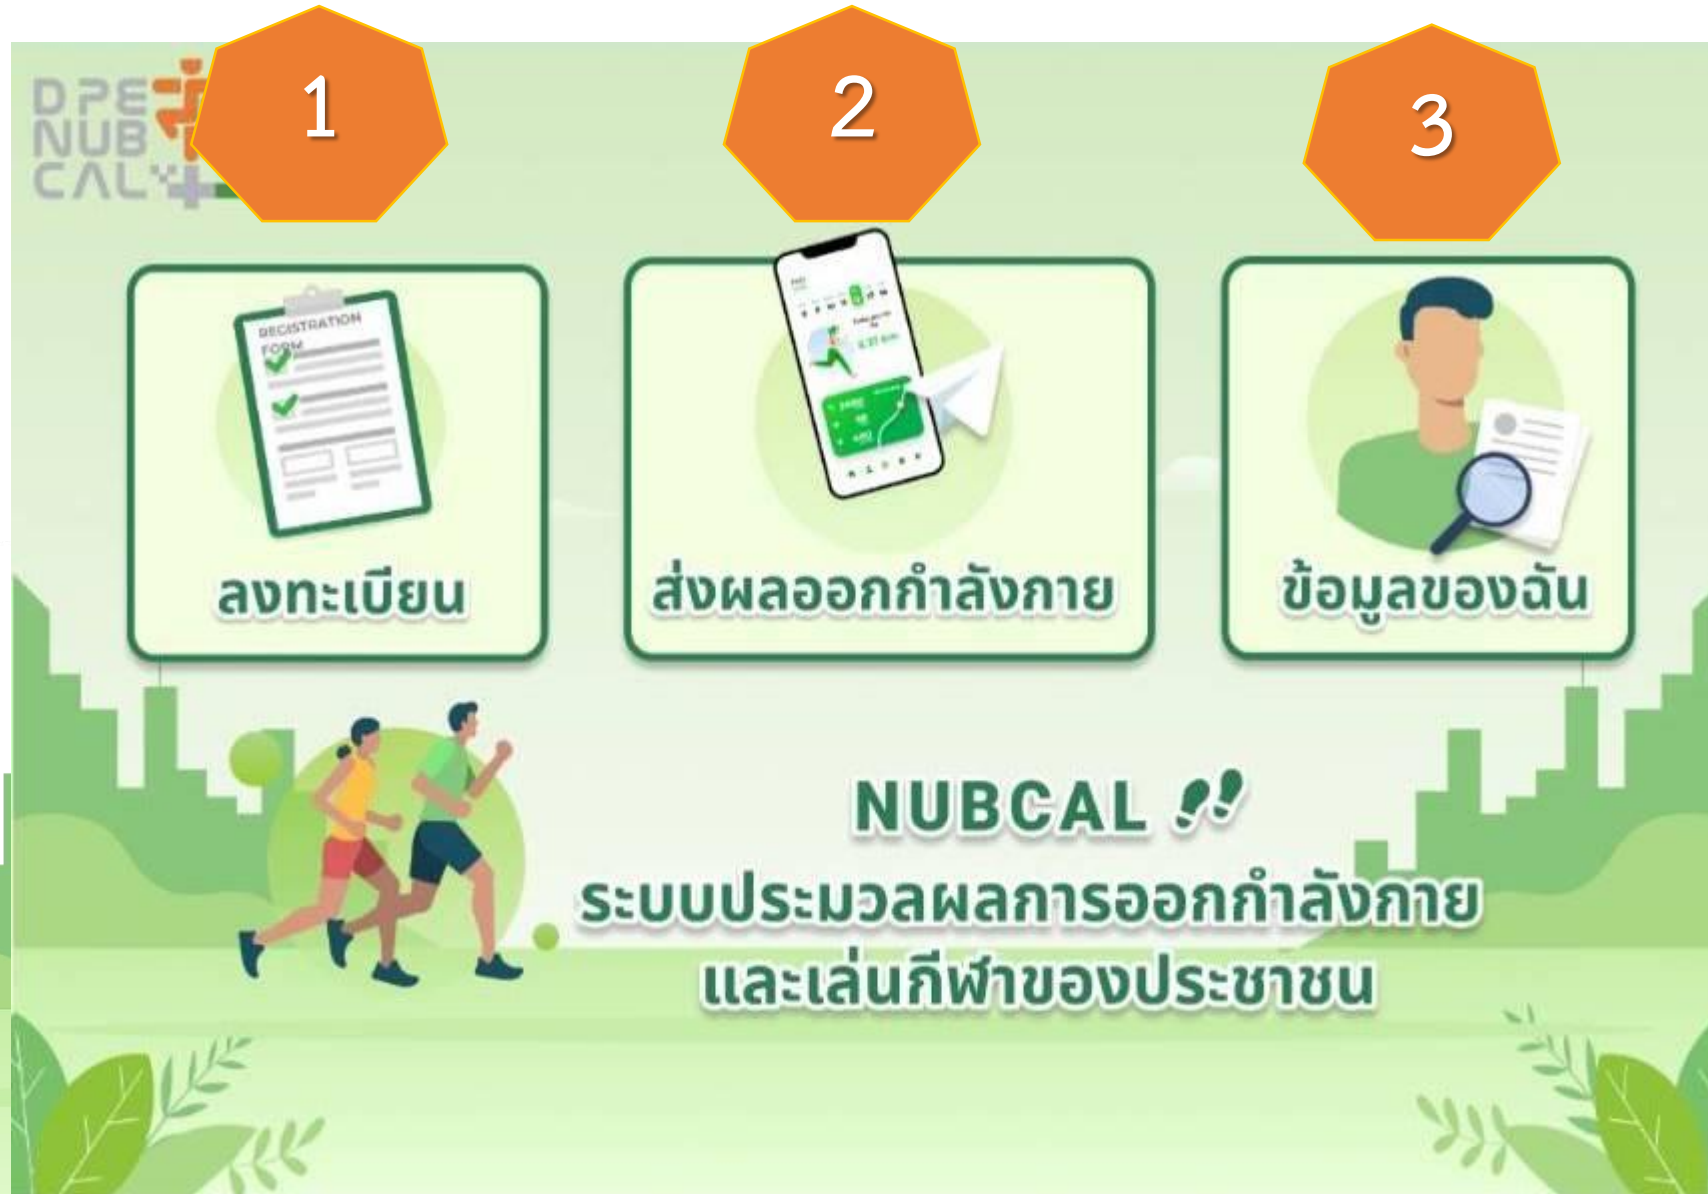 1
2
3
DPE
NUB
CAL
REGISTRATION
FORM
ลงทะเบียน
ส่งผลออกกำลังกาย
ข้อมูลของฉัน
NUBCAL
ระบบประมวลผลการออกกำลังกาย
และเล่นกีฬาของประชาชน